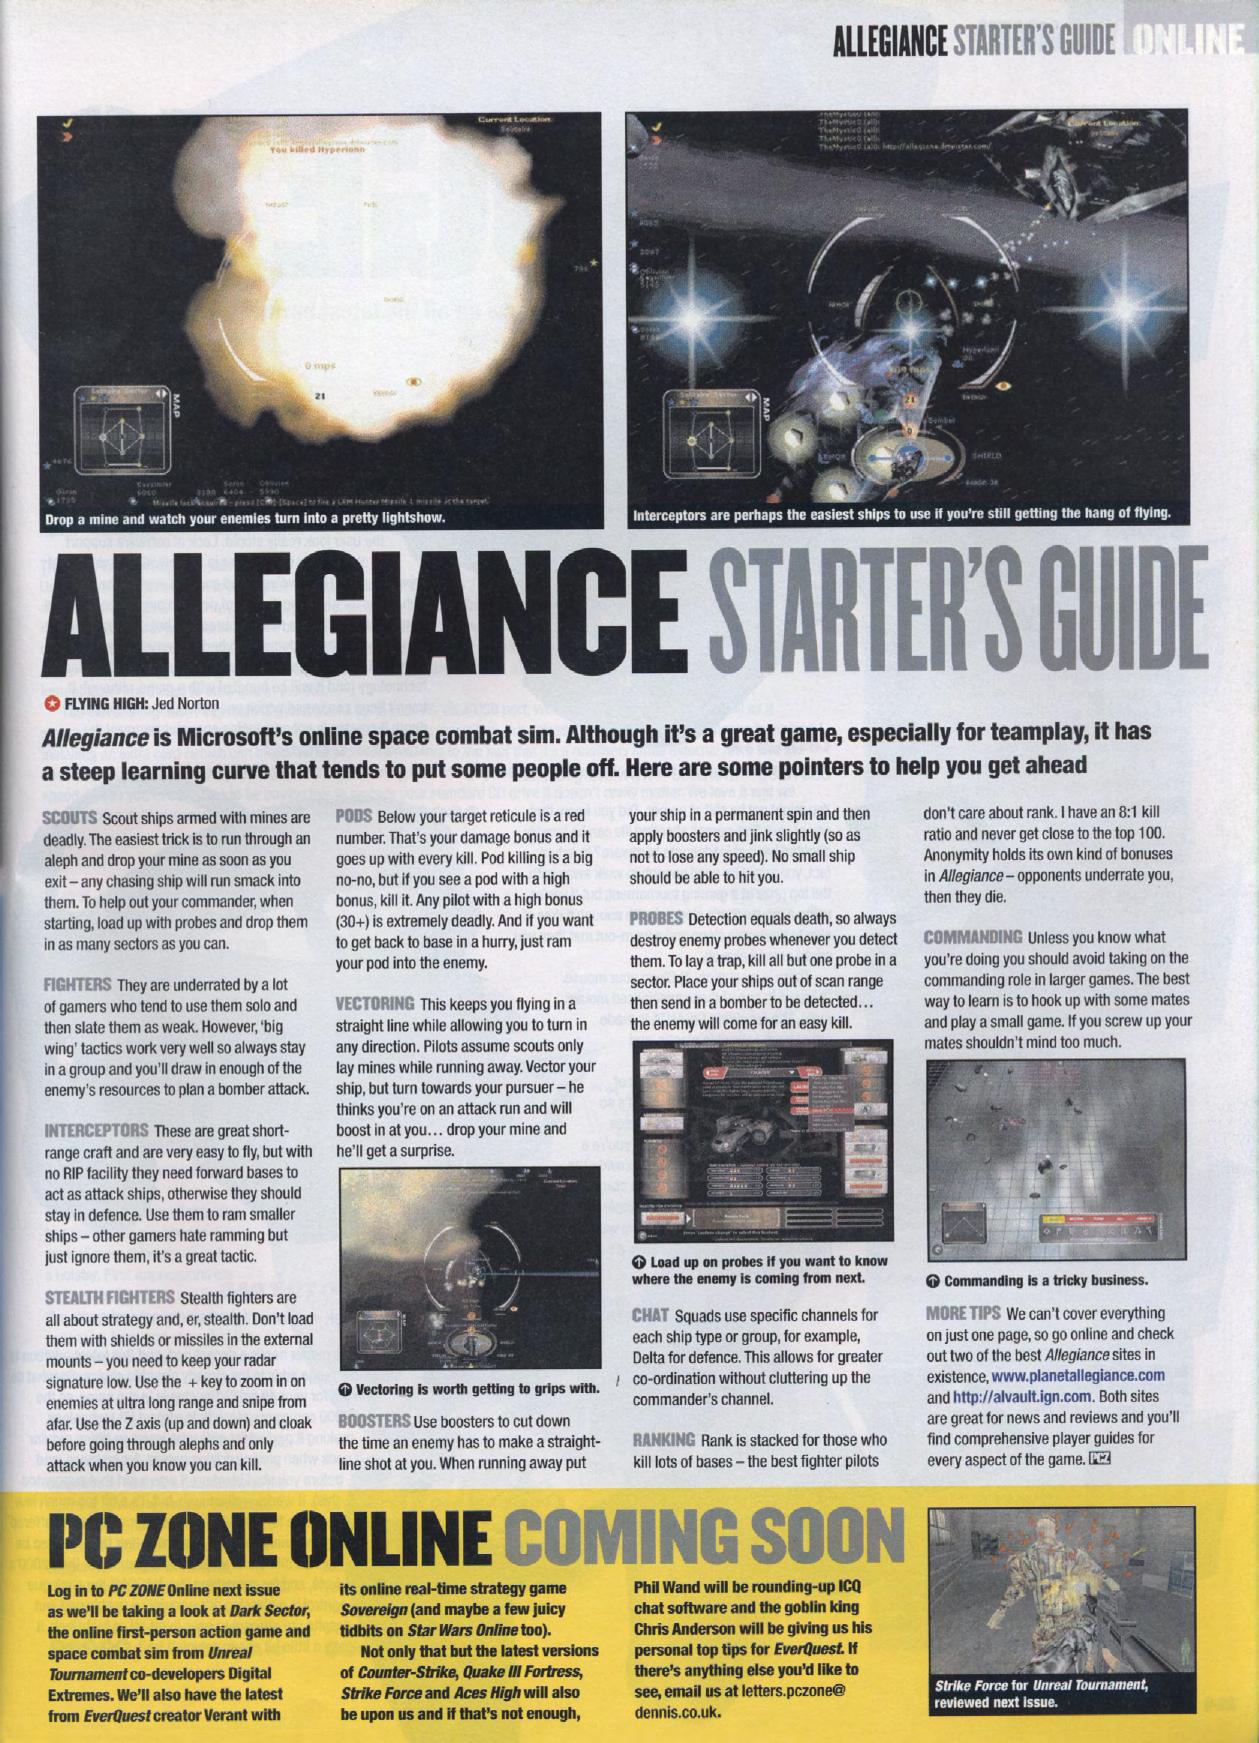 ALLEGIANCE STARTER'S GUIDE ONLINE
Current Location:
Solitaire
You killed Hyperionn
0 mps
21
MAP
Drop a mine and watch your enemies turn into a pretty lightshow.
Current Location:
TheMystic0 (all):
TheMystic0 (all):
TheMystic0 (all):
21
MAP
SHIELD
Interceptors are perhaps the easiest ships to use if you're still getting the hang of flying.
ALLEGIANCE STARTER'S GUIDE
FLYING HIGH: Jed Norton
Allegiance is Microsoft's online space combat sim. Although it's a great game, especially for teamplay, it has
a steep learning curve that tends to put some people off. Here are some pointers to help you get ahead
SCOUTS Scout ships armed with mines are
deadly. The easiest trick is to run through an
aleph and drop your mine as soon as you
exit – any chasing ship will run smack into
them. To help out your commander, when
starting, load up with probes and drop them
in as many sectors as you can.
FIGHTERS They are underrated by a lot
of gamers who tend to use them solo and
then slate them as weak. However, 'big
wing' tactics work very well so always stay
in a group and you'll draw in enough of the
enemy's resources to plan a bomber attack.
INTERCEPTORS These are great short-
range craft and are very easy to fly, but with
no RIP facility they need forward bases to
act as attack ships, otherwise they should
stay in defence. Use them to ram smaller
ships – other gamers hate ramming but
just ignore them, it's a great tactic.
STEALTH FIGHTERS Stealth fighters are
all about strategy and, er, stealth. Don't load
them with shields or missiles in the external
mounts – you need to keep your radar
signature low. Use the + key to zoom in on
enemies at ultra long range and snipe from
afar. Use the Z axis (up and down) and cloak
before going through alephs and only
attack when you know you can kill.
PODS Below your target reticule is a red
number. That's your damage bonus and it
goes up with every kill. Pod killing is a big
no-no, but if you see a pod with a high
bonus, kill it. Any pilot with a high bonus
(30+) is extremely deadly. And if you want
to get back to base in a hurry, just ram
your pod into the enemy.
VECTORING This keeps you flying in a
straight line while allowing you to turn in
any direction. Pilots assume scouts only
lay mines while running away. Vector your
ship, but turn towards your pursuer – he
thinks you're on an attack run and will
boost in at you... drop your mine and
he'll get a surprise.
Vectoring is worth getting to grips with.
BOOSTERS Use boosters to cut down
the time an enemy has to make a straight-
line shot at you. When running away put
your ship in a permanent spin and then
apply boosters and jink slightly (so as
not to lose any speed). No small ship
should be able to hit you.
PROBES Detection equals death, so always
destroy enemy probes whenever you detect
them. To lay a trap, kill all but one probe in a
sector. Place your ships out of scan range
then send in a bomber to be detected...
the enemy will come for an easy kill.
Load up on probes if you want to know
where the enemy is coming from next.
CHAT Squads use specific channels for
each ship type or group, for example,
Delta for defence. This allows for greater
co-ordination without cluttering up the
commander's channel.
RANKING Rank is stacked for those who
kill lots of bases – the best fighter pilots
don't care about rank. I have an 8:1 kill
ratio and never get close to the top 100.
Anonymity holds its own kind of bonuses
in Allegiance – opponents underrate you,
then they die.
COMMANDING Unless you know what
you're doing you should avoid taking on the
commanding role in larger games. The best
way to learn is to hook up with some mates
and play a small game. If you screw up your
mates shouldn't mind too much.
Commanding is a tricky business.
MORE TIPS We can't cover everything
on just one page, so go online and check
out two of the best Allegiance sites in
existence, www.planetallegiance.com
and http://alvault.ign.com. Both sites
are great for news and reviews and you'll
find comprehensive player guides for
every aspect of the game. PCZ
PC ZONE ONLINE COMING SOON
Log in to PC ZONE Online next issue
as we'll be taking a look at Dark Sector,
the online first-person action game and
space combat sim from Unreal
Tournament co-developers Digital
Extremes. We'll also have the latest
from EverQuest creator Verant with
its online real-time strategy game
Sovereign (and maybe a few juicy
tidbits on Star Wars Online too).
Not only that but the latest versions
of Counter-Strike, Quake III Fortress,
Strike Force and Aces High will also
be upon us and if that's not enough,
Phil Wand will be rounding-up ICQ
chat software and the goblin king
Chris Anderson will be giving us his
personal top tips for EverQuest. If
there's anything else you'd like to
see, email us at letters.pczone@
dennis.co.uk.
Strike Force for Unreal Tournament,
reviewed next issue.